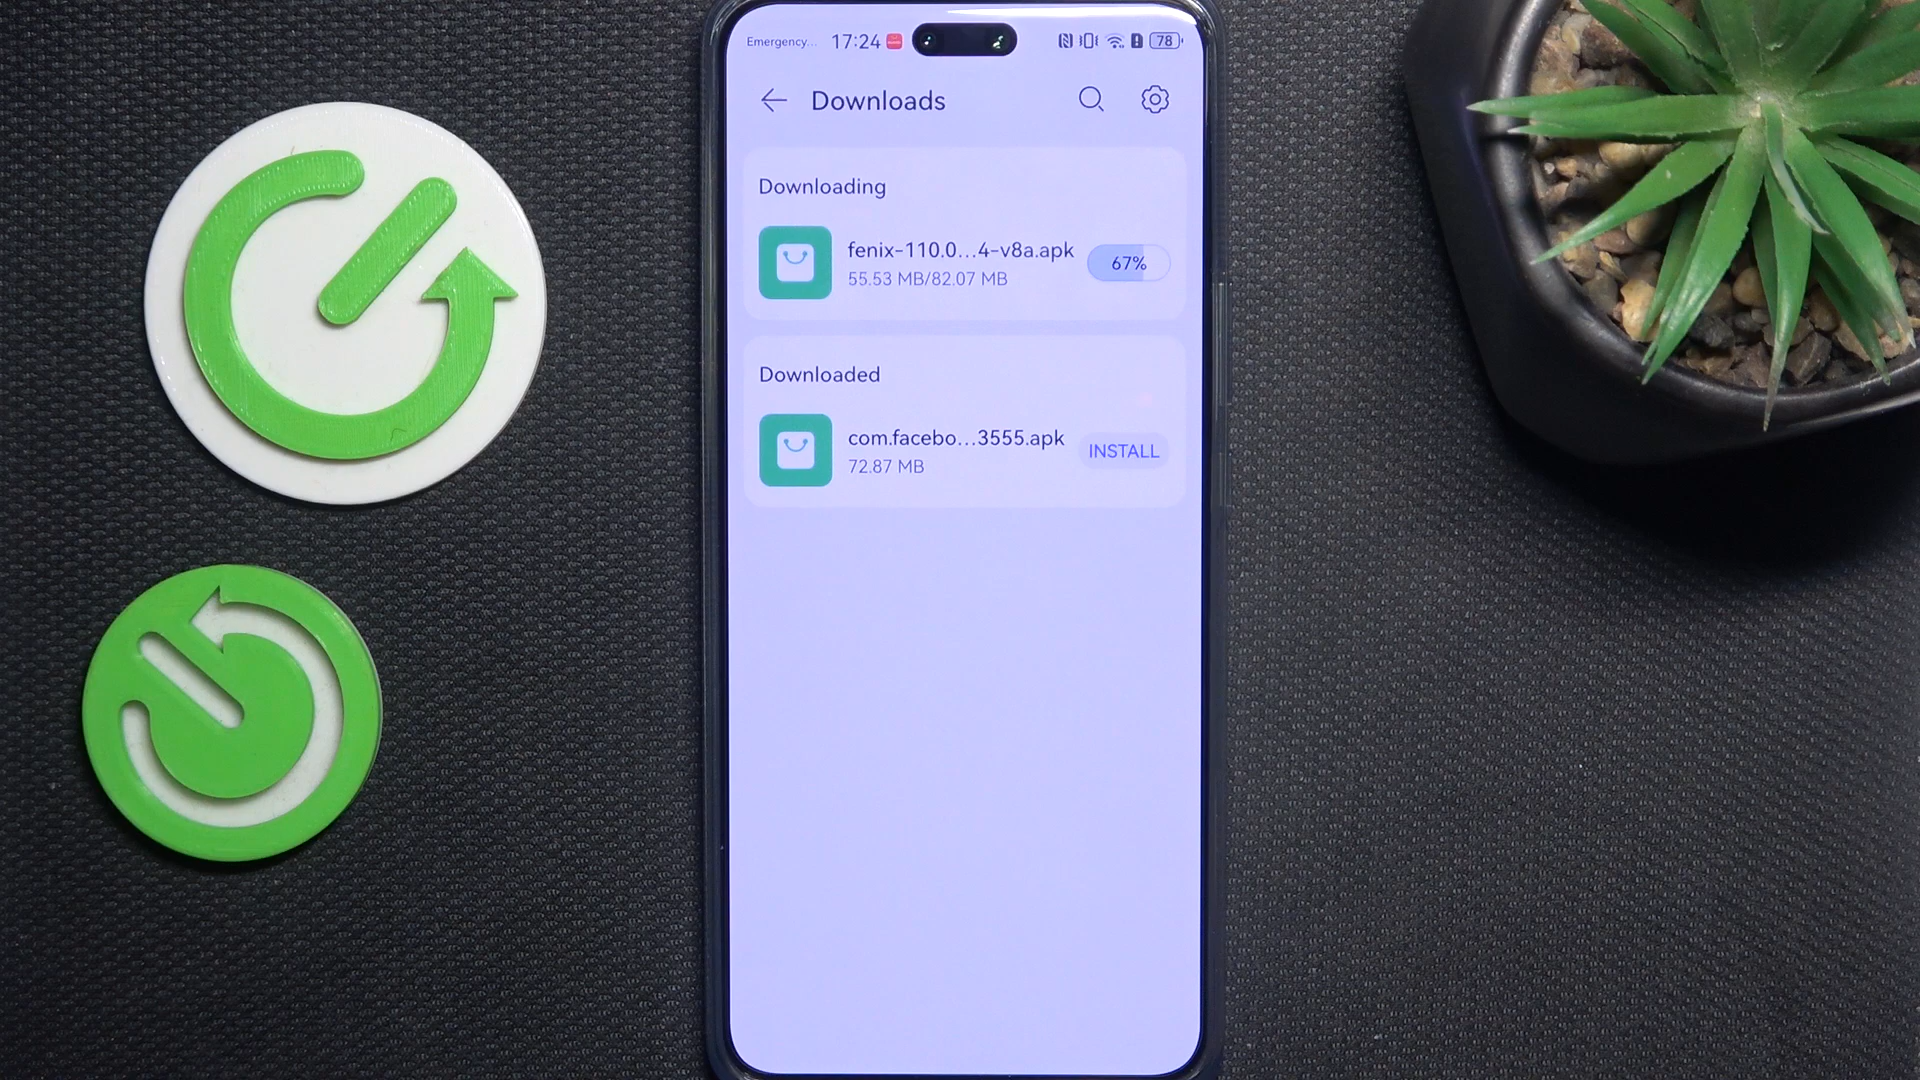 Emergency... 17:24 78
Downloads
Downloading
fenix-110.0...4-v8a.apk
55.53 MB/82.07 MB
67%
Downloaded
com.facebo...3555.apk
72.87 MB
INSTALL